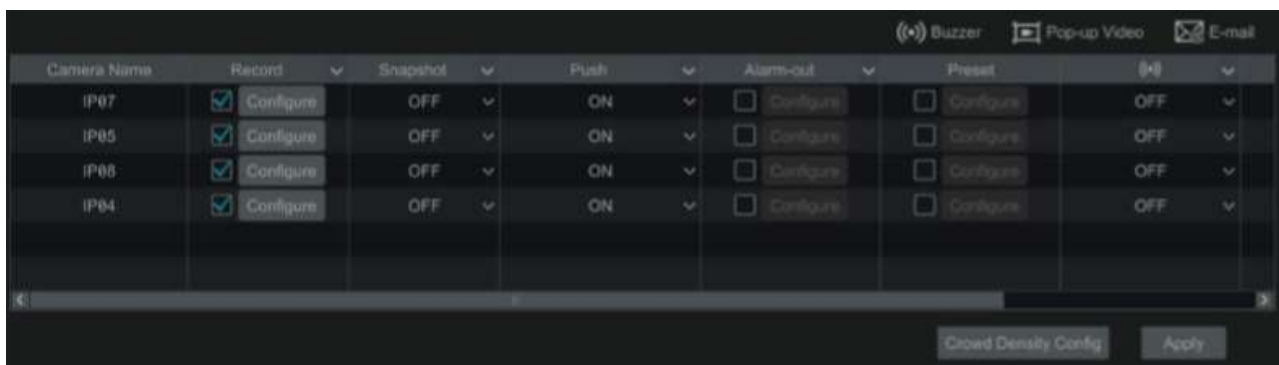 Buzzer Pop-up Video E-mail
Camera Name Record Snapshot Push Alarm-out Preset
IP07 Configure OFF ON Configure Configure OFF
IP05 Configure OFF ON Configure Configure OFF
IP08 Configure OFF ON Configure Configure OFF
IP04 Configure OFF ON Configure Configure OFF
Crowd Density Config Apply